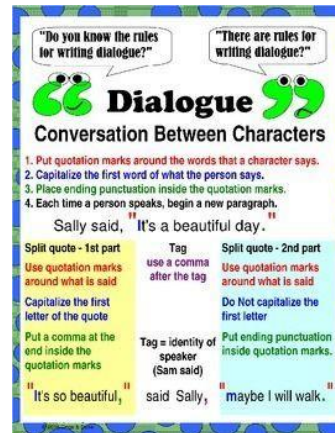 "Do you know the rules
for writing dialogue?"
"There are rules for
writing dialogue?"
Dialogue
Conversation Between Characters
1. Put quotation marks around the words that a character says.
2. Capitalize the first word of what the person says.
3. Place ending punctuation inside the quotation marks.
4. Each time a person speaks, begin a new paragraph.
Sally said, "It's a beautiful day."
Split quote - 1st part
Use quotation marks
around what is said
Capitalize the first
letter of the quote
Put a comma at the
end inside the
quotation marks
Tag
use a comma
after the tag
Tag = identity of
speaker
(Sam said)
Split quote - 2nd part
Use quotation marks
around what is said
Do Not capitalize the
first letter
Put ending punctuation
inside quotation marks.
"It's so beautiful," said Sally, "maybe I will walk."